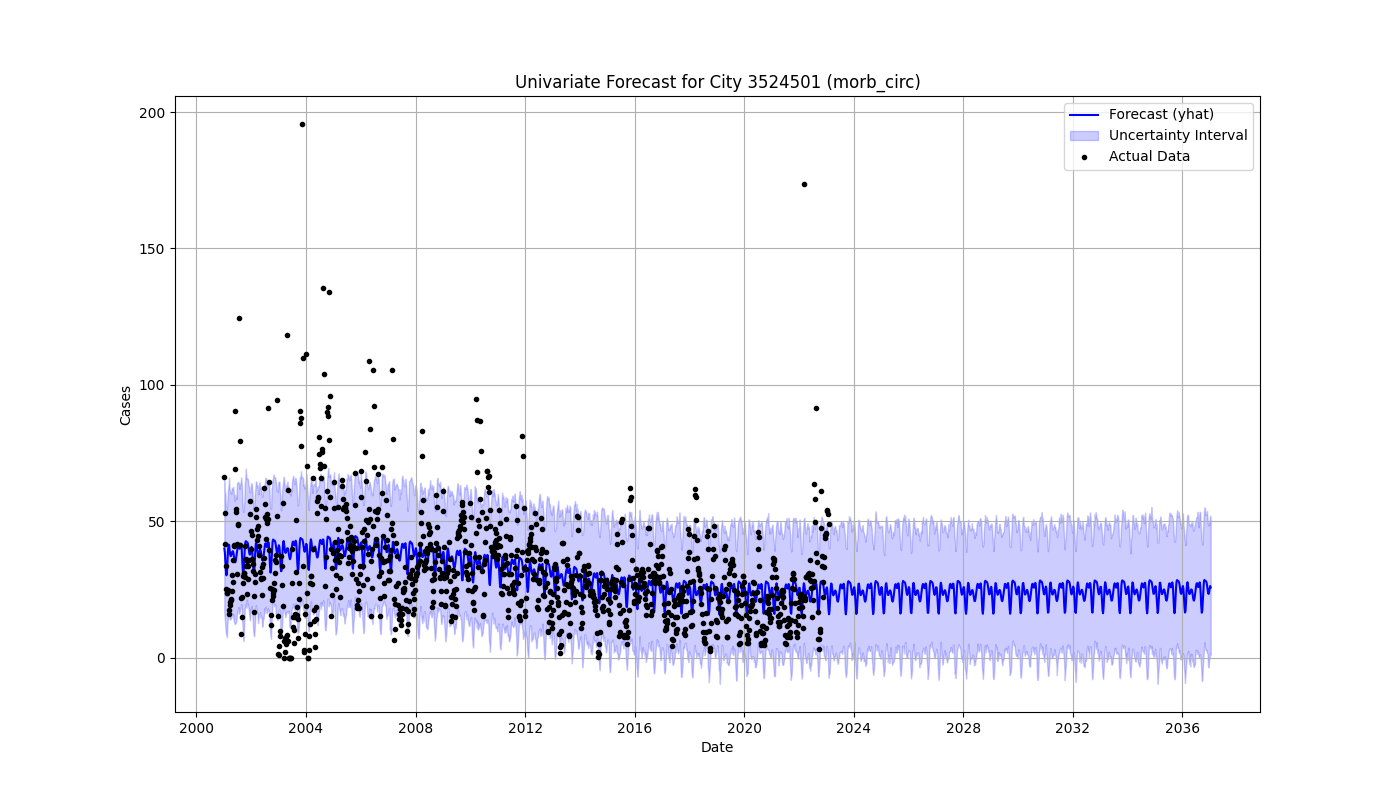 Univariate Forecast for City 3524501 (morb_circ)
Forecast (yhat)
Uncertainty Interval
Actual Data
Cases
200
150
100
50
0
2000 2004 2008 2012 2016 2020 2024 2028 2032 2036
Date